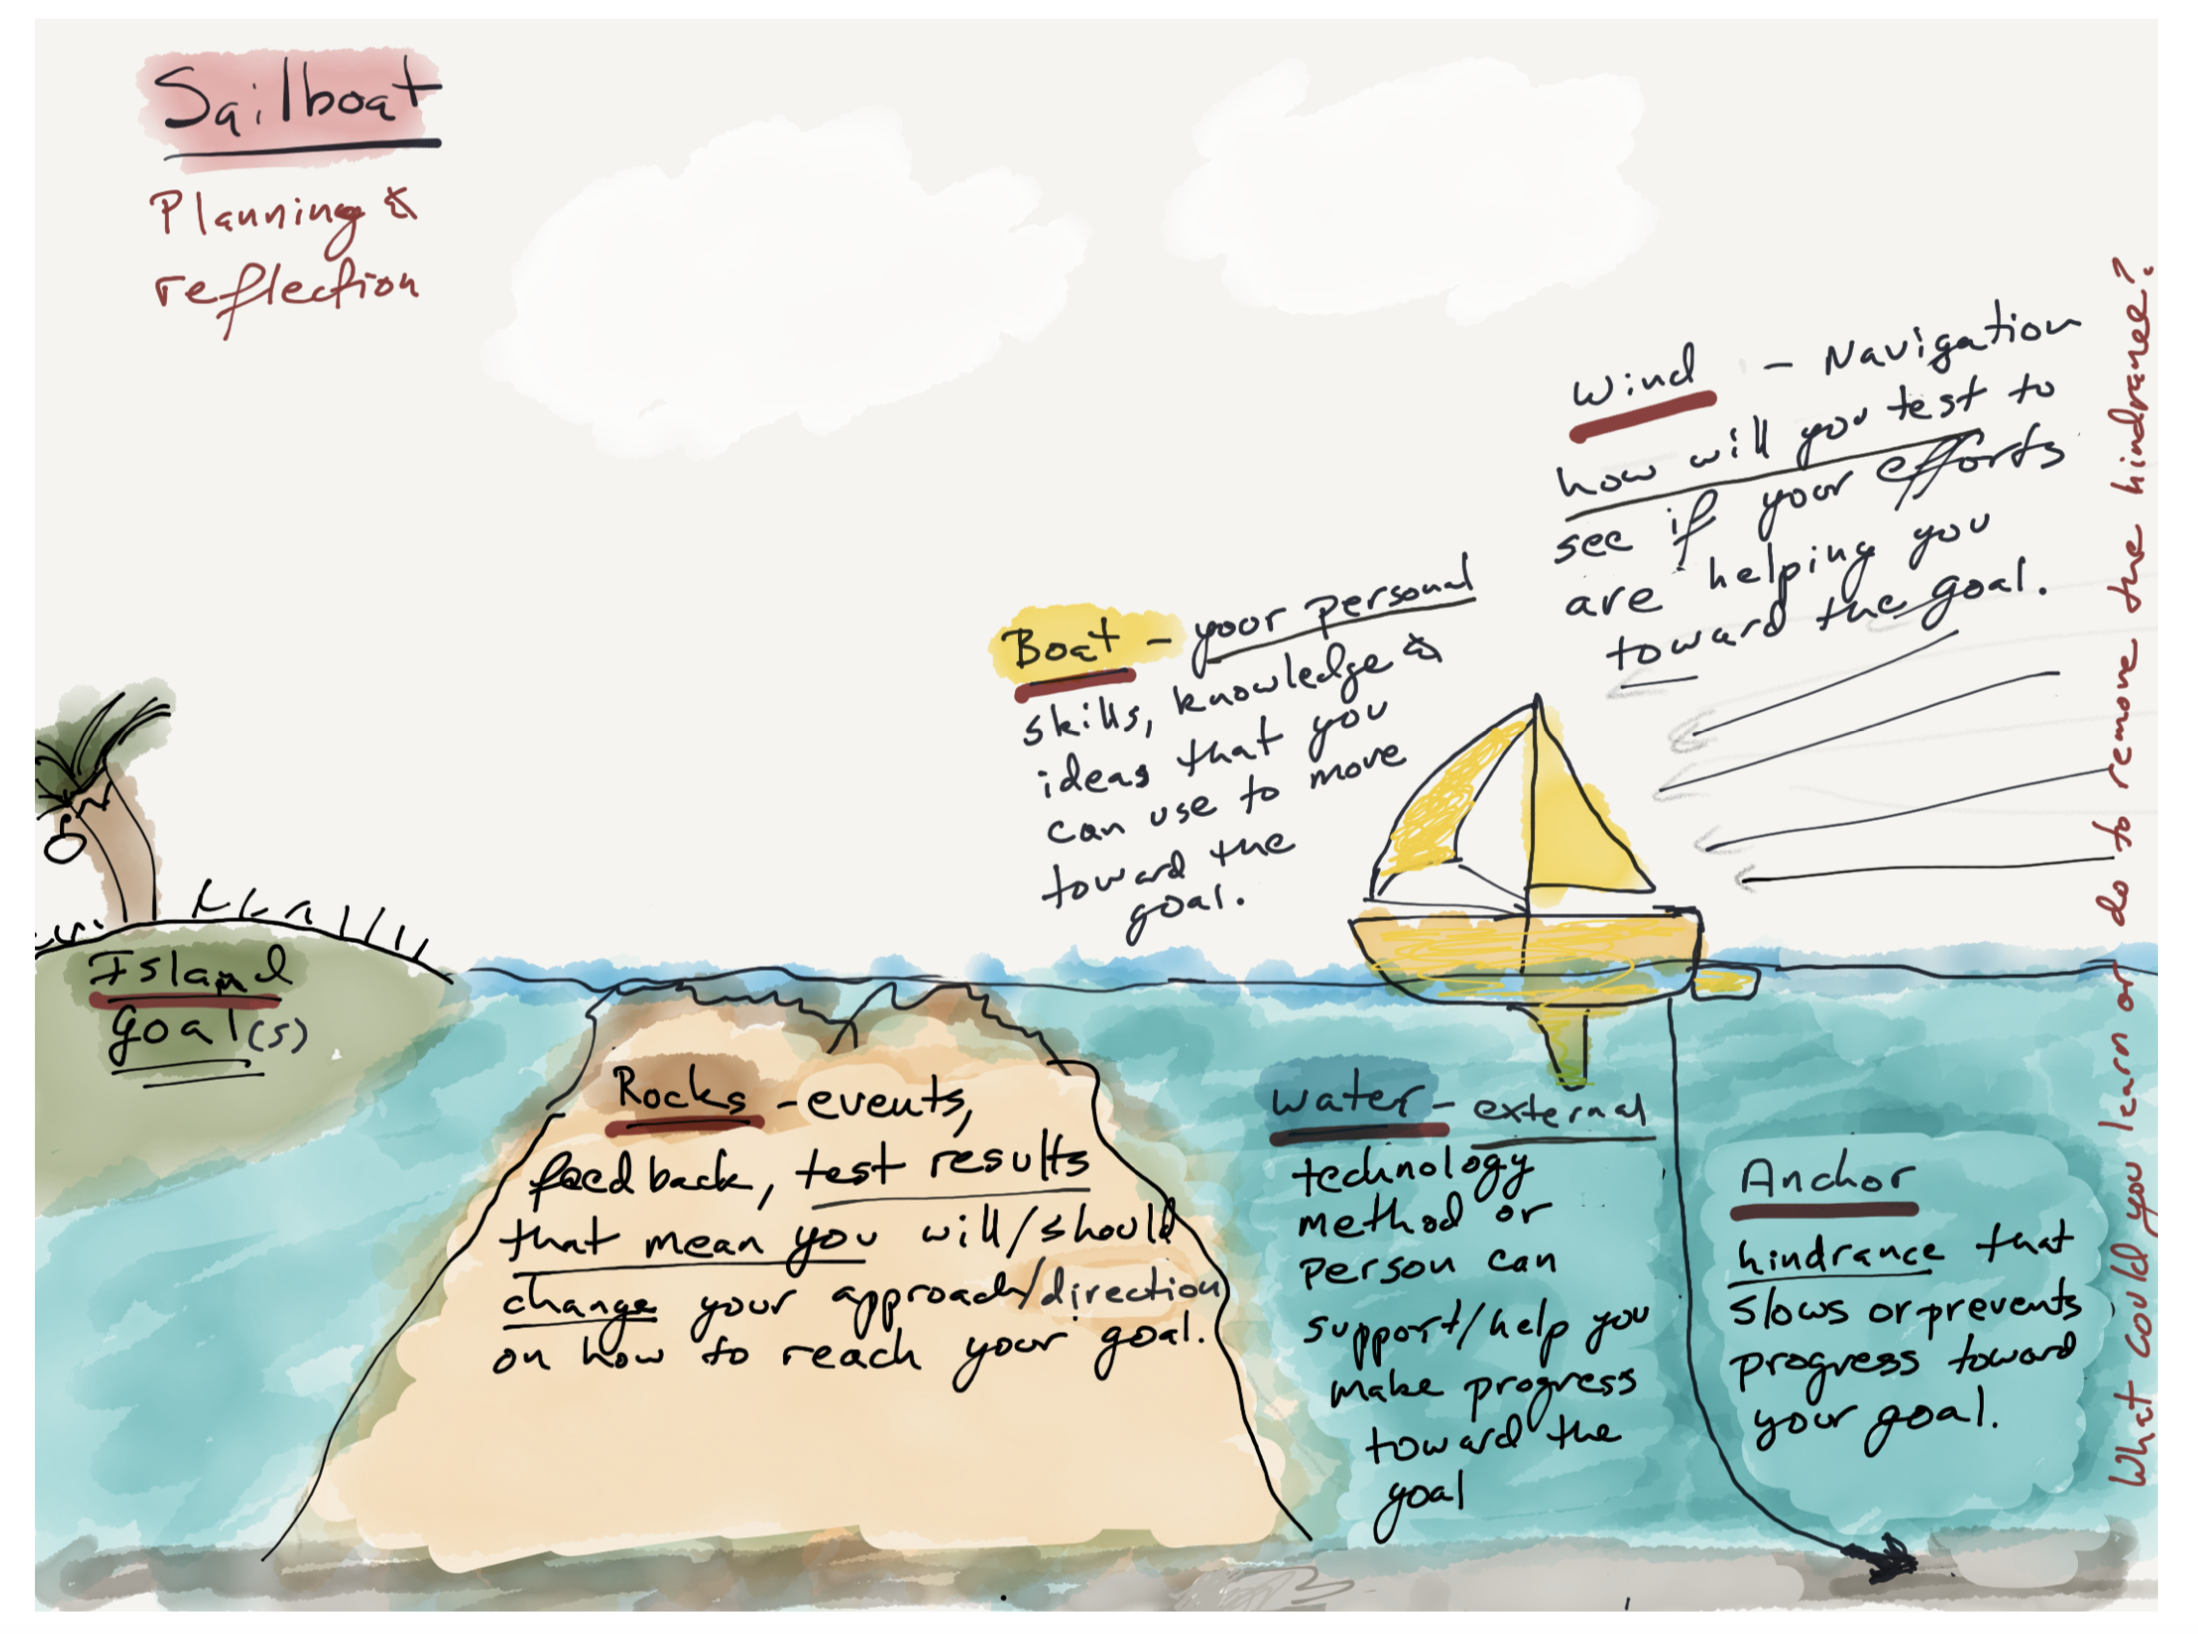 Sailboat
Planning &
reflection
Wind - Navigation
how will you test to
see if your efforts
are helping you
toward the goal.
Boat - your personal
skills, knowledge &
ideas that you
can use to move
toward the
goal.
Island
goal(s)
Rocks - events,
feedback, test results
that mean you will/should
change your approach/direction
on how to reach your goal.
Water - external
technology
method or
person can
support/help you
make progress
toward the
goal
Anchor
hindrance that
slows or prevents
progress toward
your goal.
What could you learn or do to remove the hindrance?